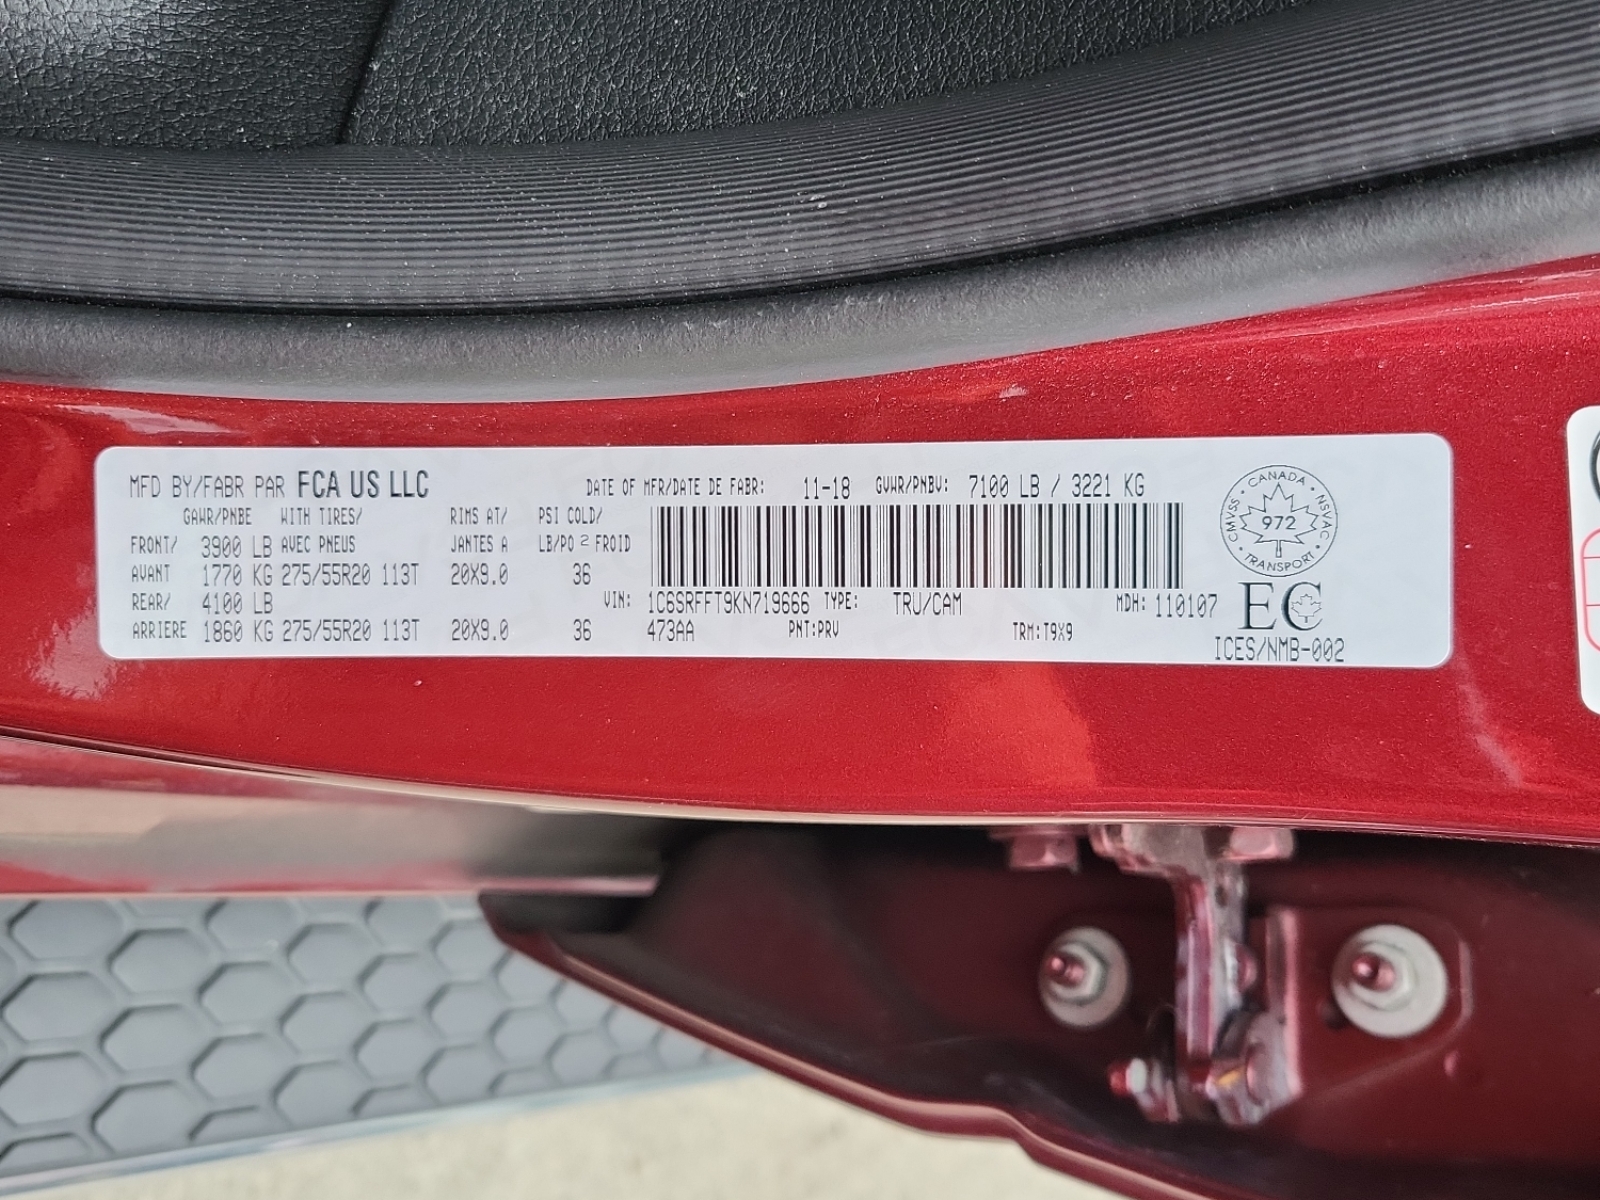 MFD BY/FABR PAR FCA US LLC DATE OF MFR/DATE DE FABR: 11-18 GVWR/PNBV: 7100 LB / 3221 KG
GAWR/PNBE WITH TIRES/ RIMS AT/ PSI COLD/
FRONT/ 3900 LB AVEC PNEUS JANTES A LB/PO 2 FROID
AVANT 1770 KG 275/55R20 113T 20X9.0 36
REAR/ 4100 LB VIN: 1C6SRFFT9KN719666 TYPE: TRU/CAM MDH: 110107
ARRIERE 1860 KG 275/55R20 113T 20X9.0 36 473AA PNT:PRV TRM:T9X9
CANADA
CMVSS 972 NSVAC
TRANSPORT
EC
ICES/NMB-002